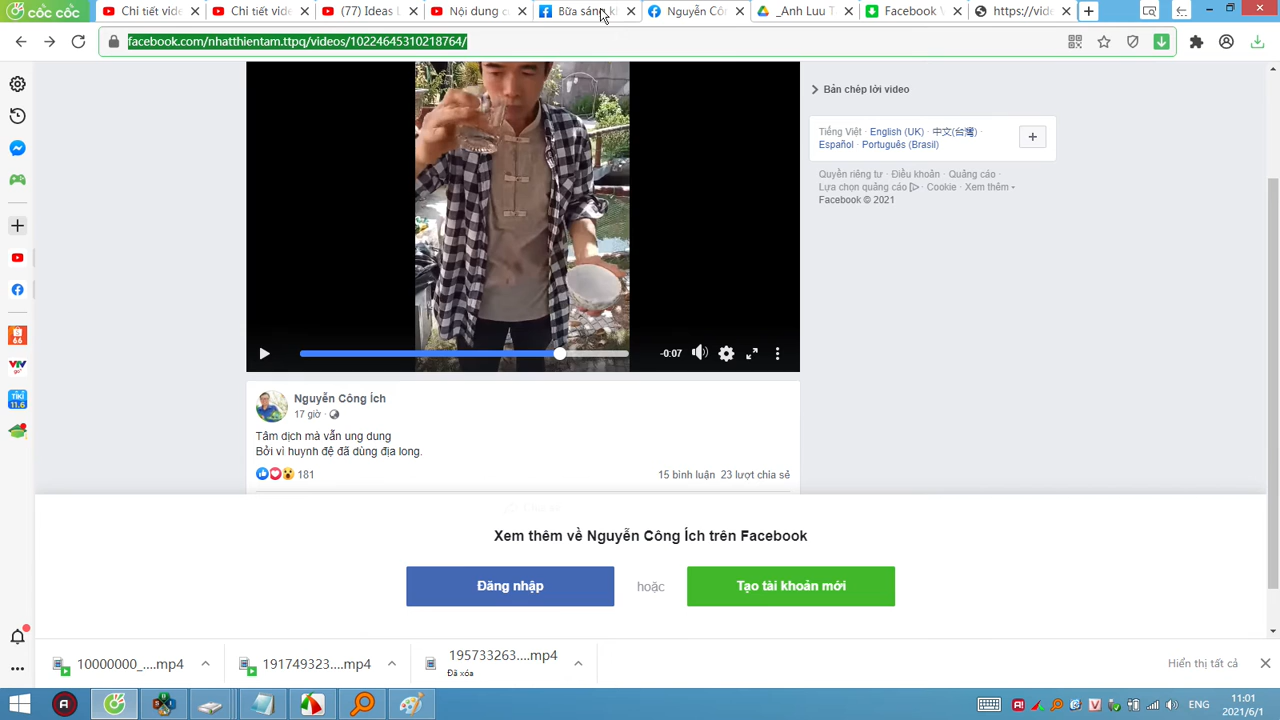 cốc cốc
Chi tiết vide
Chi tiết vide
(77) Ideas U
Nội dung c
Bữa sáng k
Nguyễn Cô
_Anh Luu T
Facebook V
https://vide
facebook.com/nhatthientam.ttpq/videos/10224645310218764/
Bản chép lời video
Tiếng Việt · English (UK) · 中文(台灣) ·
Español · Português (Brasil)
Quyền riêng tư · Điều khoản · Quảng cáo ·
Lựa chọn quảng cáo · Cookie · Xem thêm
Facebook © 2021
-0:07
Nguyễn Công Ích
17 giờ ·
Tâm dịch mà vẫn ung dung
Bởi vì huynh đệ đã dùng địa long.
181
15 bình luận 23 lượt chia sẻ
Xem thêm về Nguyễn Công Ích trên Facebook
Đăng nhập
hoặc
Tạo tài khoản mới
10000000_....mp4
191749323....mp4
195733263....mp4
Đã xóa
Hiển thị tất cả
ENG
11:01
2021/6/1